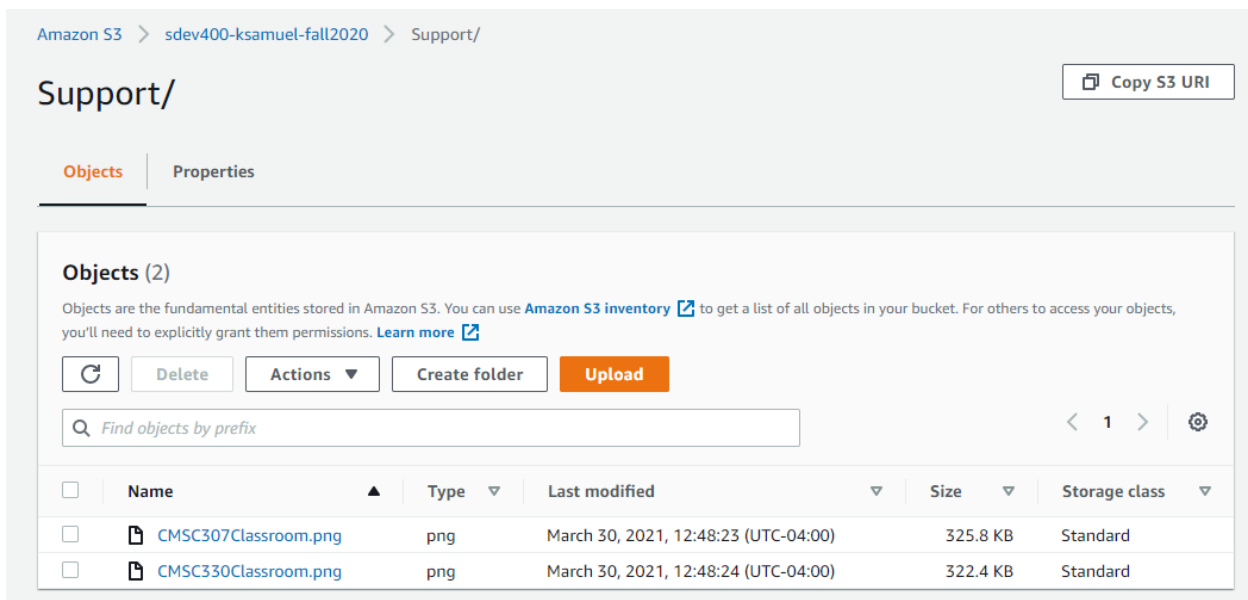 Amazon S3 > sdev400-ksamuel-fall2020 > Support/
Support/
Copy S3 URI
Objects Properties
Objects (2)
Objects are the fundamental entities stored in Amazon S3. You can use Amazon S3 inventory to get a list of all objects in your bucket. For others to access your objects,
you'll need to explicitly grant them permissions. Learn more
Delete Actions Create folder Upload
Find objects by prefix
1
Name Type Last modified Size Storage class
CMSC307Classroom.png png March 30, 2021, 12:48:23 (UTC-04:00) 325.8 KB Standard
CMSC330Classroom.png png March 30, 2021, 12:48:24 (UTC-04:00) 322.4 KB Standard